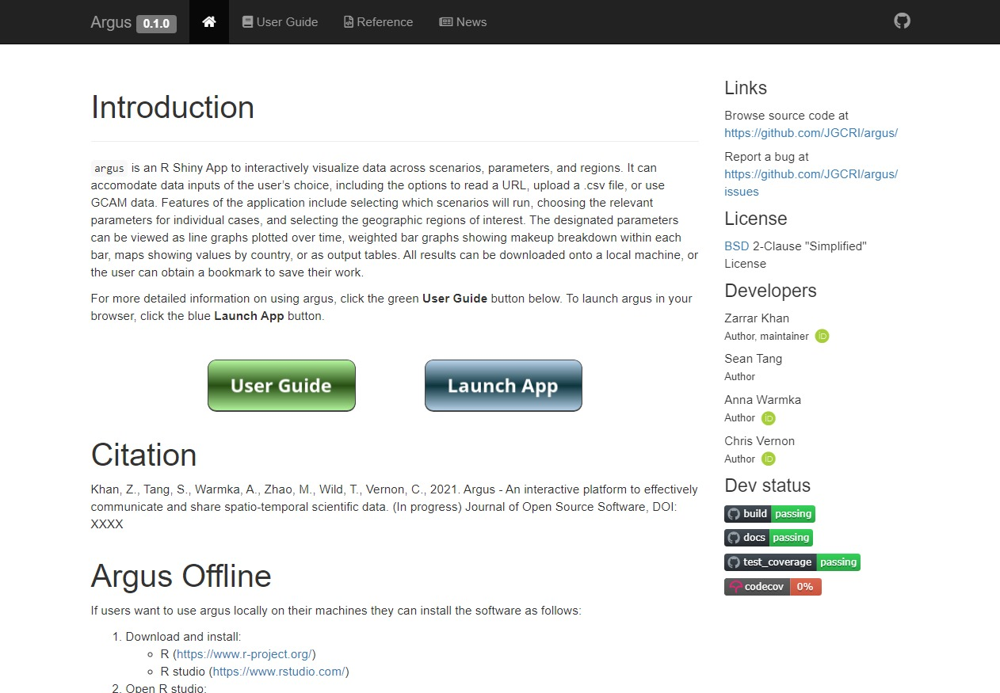 Argus 0.1.0 User Guide Reference News
Introduction
argus is an R Shiny App to interactively visualize data across scenarios, parameters, and regions. It can
accomodate data inputs of the user’s choice, including the options to read a URL, upload a .csv file, or use
GCAM data. Features of the application include selecting which scenarios will run, choosing the relevant
parameters for individual cases, and selecting the geographic regions of interest. The designated parameters
can be viewed as line graphs plotted over time, weighted bar graphs showing makeup breakdown within each
bar, maps showing values by country, or as output tables. All results can be downloaded onto a local machine, or
the user can obtain a bookmark to save their work.
For more detailed information on using argus, click the green User Guide button below. To launch argus in your
browser, click the blue Launch App button.
User Guide
Launch App
Citation
Khan, Z., Tang, S., Warmka, A., Zhao, M., Wild, T., Vernon, C., 2021. Argus - An interactive platform to effectively
communicate and share spatio-temporal scientific data. (In progress) Journal of Open Source Software, DOI:
XXXX
Argus Offline
If users want to use argus locally on their machines they can install the software as follows:
1. Download and install:
R (https://www.r-project.org/)
R studio (https://www.rstudio.com/)
2. Open R studio:
Links
Browse source code at
https://github.com/JGCRI/argus/
Report a bug at
https://github.com/JGCRI/argus/
issues
License
BSD 2-Clause "Simplified"
License
Developers
Zarrar Khan
Author, maintainer iD
Sean Tang
Author
Anna Warmka
Author iD
Chris Vernon
Author iD
Dev status
build passing
docs passing
test_coverage passing
codecov 0%